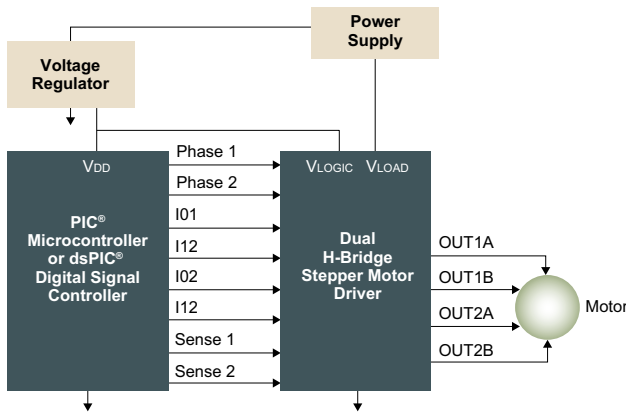 Power
Supply
Voltage
Regulator
VDD
Phase 1
Phase 2
I01
I12
I02
I12
Sense 1
Sense 2
PIC®
Microcontroller
or dsPIC®
Digital Signal
Controller
VLOGIC VLOAD
Dual
H-Bridge
Stepper Motor
Driver
OUT1A
OUT1B
OUT2A
OUT2B
Motor